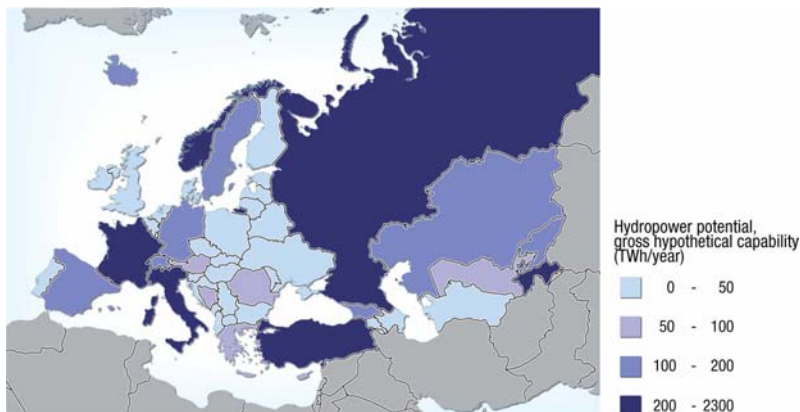 Hydropower potential,
gross hypothetical capability
(TWh/year)
0 - 50
50 - 100
100 - 200
200 - 2300